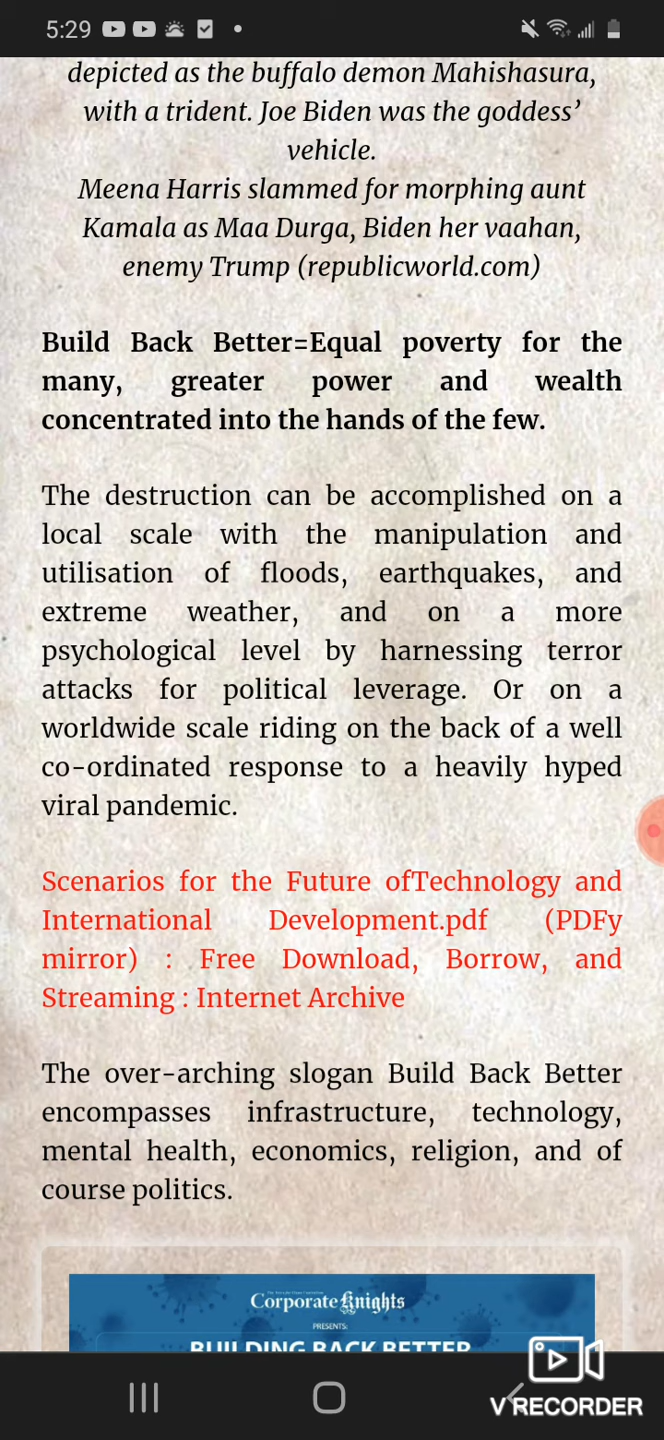 5:29
depicted as the buffalo demon Mahishasura,
with a trident. Joe Biden was the goddess’
vehicle.
Meena Harris slammed for morphing aunt
Kamala as Maa Durga, Biden her vaahan,
enemy Trump (republicworld.com)
Build Back Better=Equal poverty for the
many, greater power and wealth
concentrated into the hands of the few.
The destruction can be accomplished on a
local scale with the manipulation and
utilisation of floods, earthquakes, and
extreme weather, and on a more
psychological level by harnessing terror
attacks for political leverage. Or on a
worldwide scale riding on the back of a well
co-ordinated response to a heavily hyped
viral pandemic.
Scenarios for the Future ofTechnology and
International Development.pdf (PDFy
mirror) : Free Download, Borrow, and
Streaming : Internet Archive
The over-arching slogan Build Back Better
encompasses infrastructure, technology,
mental health, economics, religion, and of
course politics.
Corporate Knights
PRESENTS:
BUILDING BACK BETTER
V RECORDER